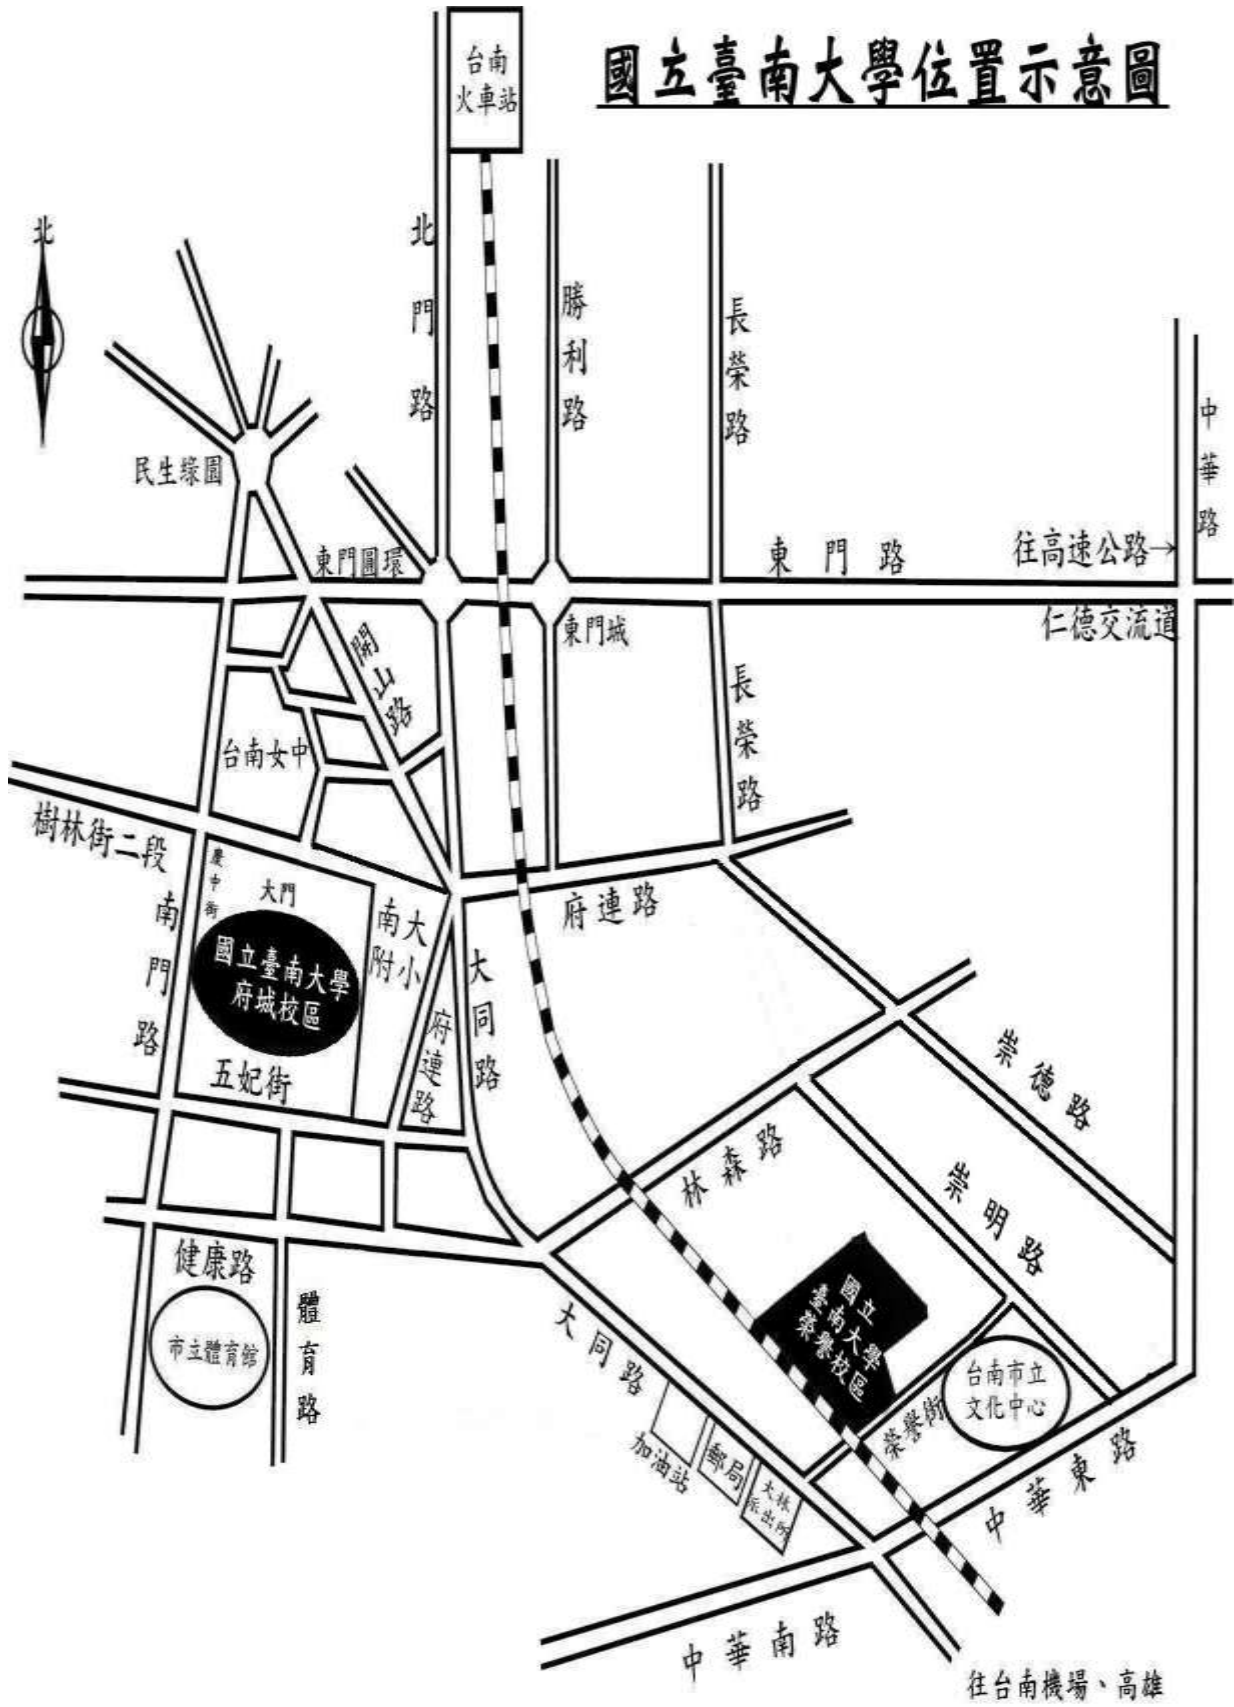 國立臺南大學位置示意圖
台南
火車站
北
北門路
勝利路
長榮路
中華路
民生綠園
東門圓環
東門路
往高速公路→
仁德交流道
東門城
開山路
長榮路
台南女中
樹林街二段
慶中街
大門
南大
附小
府連路
南門路
國立臺南大學
府城校區
大同路
府連路
五妃街
崇德路
林森路
崇明路
健康路
體育路
市立體育館
大同路
國立
臺南大學
榮譽校區
台南市立
文化中心
榮譽街
加油站
郵局
大林
派出所
中華東路
中華南路
往台南機場、高雄